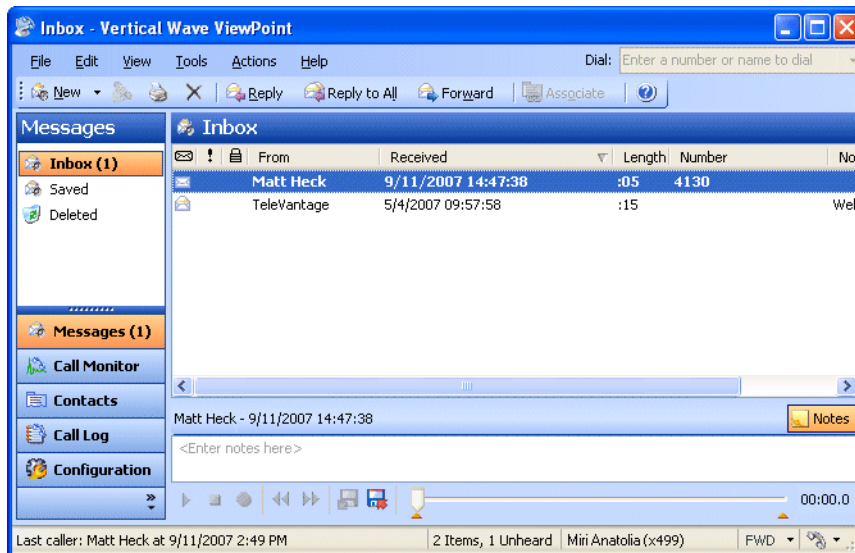 Inbox - Vertical Wave ViewPoint
File Edit View Tools Actions Help Dial: Enter a number or name to dial
New Reply Reply to All Forward Associate
Messages
Inbox (1)
Saved
Deleted
Messages (1)
Call Monitor
Contacts
Call Log
Configuration
Inbox
From Received Length Number No
Matt Heck 9/11/2007 14:47:38 :05 4130
TeleVantage 5/4/2007 09:57:58 :15 Wel
Matt Heck - 9/11/2007 14:47:38 Notes
<Enter notes here>
00:00.0
Last caller: Matt Heck at 9/11/2007 2:49 PM 2 Items, 1 Unheard Miri Anatolia (x499) FWD